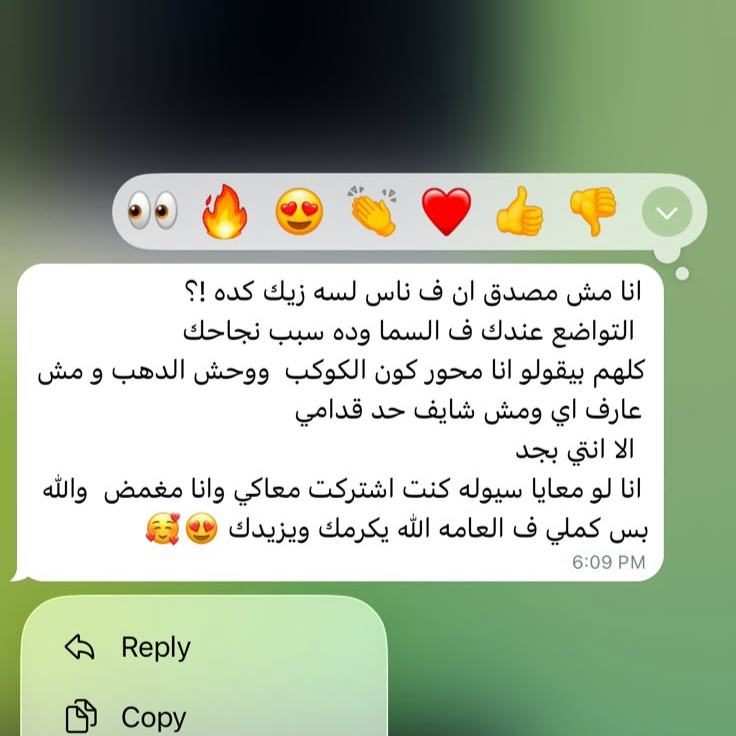 انا مش مصدق ان ف ناس لسه زيك كده !؟
التواضع عندك ف السما وده سبب نجاحك
كلهم بيقولو انا محور كون الكوكب ووحش الدهب و مش
عارف اي ومش شايف حد قدامي
الا انتي بجد
انا لو معايا سيوله كنت اشتركت معاكي وانا مغمض والله
بس كملي ف العامه الله يكرمك ويزيدك 😍🥰
6:09 PM
Reply
Copy